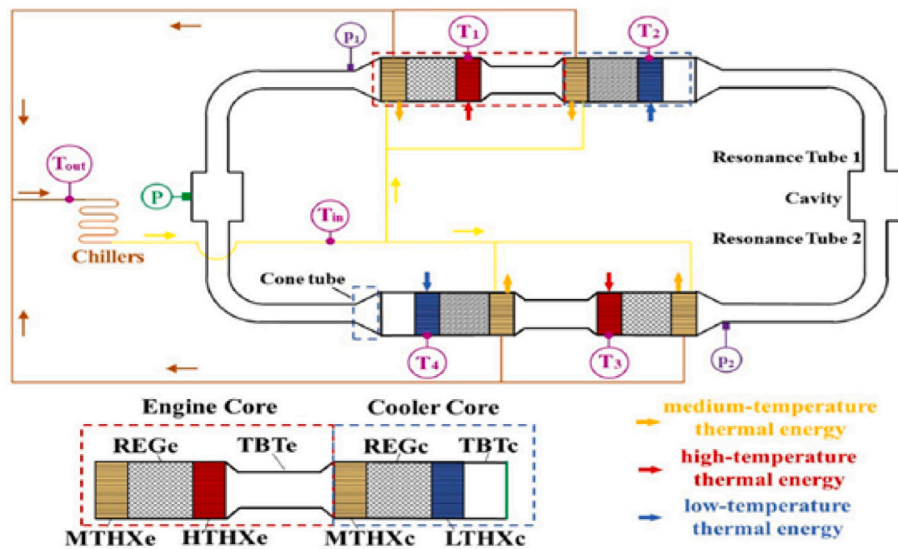 p₁
T₁
T₂
Tout
P
Resonance Tube 1
Cavity
Tin
Resonance Tube 2
Chillers
Cone tube
T₄
T₃
p₂
Engine Core
Cooler Core
REGe
TBTe
REGc
TBTc
MTHXe
HTHXe
MTHXc
LTHXc
medium-temperature
thermal energy
high-temperature
thermal energy
low-temperature
thermal energy